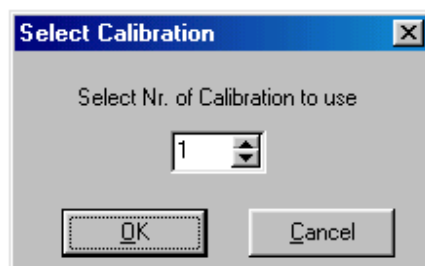 Select Calibration
Select Nr. of Calibration to use
1
OK
Cancel